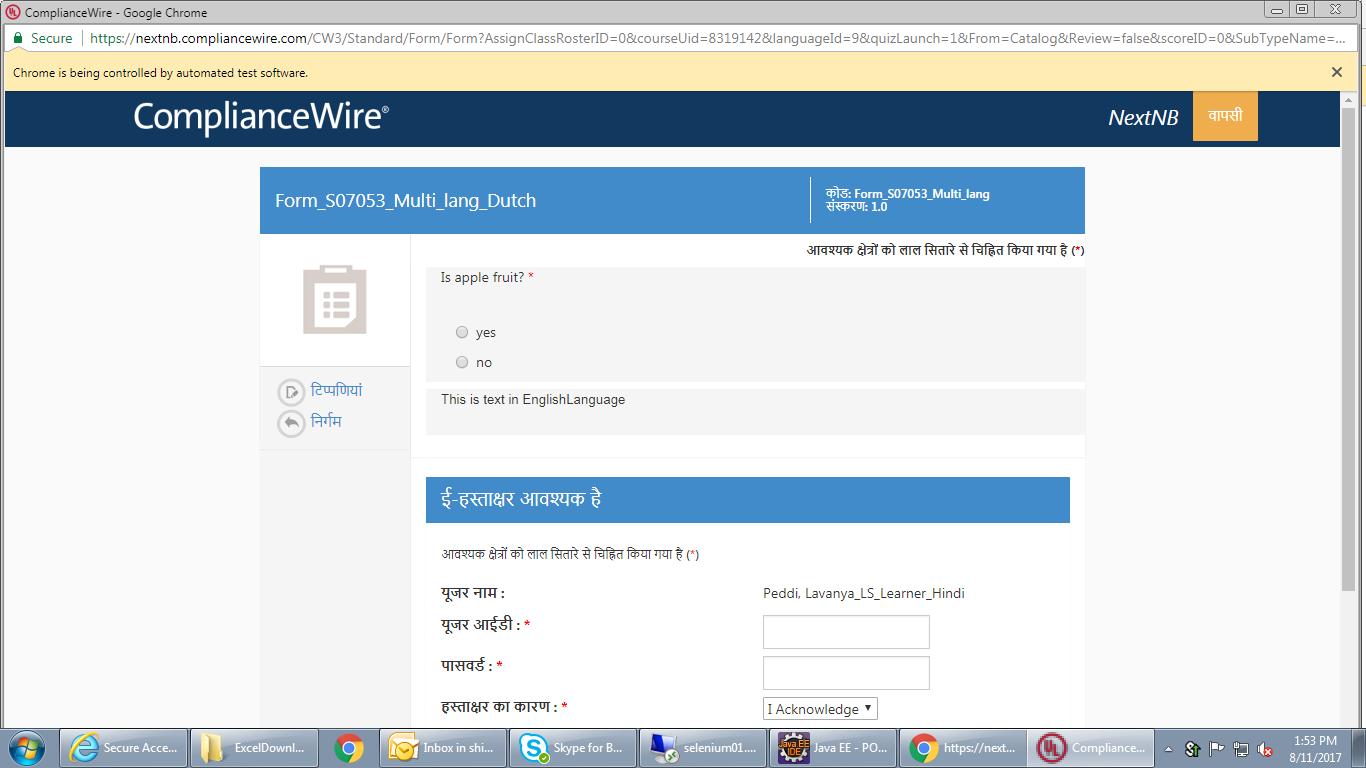 ComplianceWire - Google Chrome
Secure https://nextnb.compliancewire.com/CW3/Standard/Form/Form?AssignClassRosterID=0&courseUid=8319142&languageId=9&quizLaunch=1&From=Catalog&Review=false&scoreID=0&SubTypeName=...
Chrome is being controlled by automated test software.
ComplianceWire®
NextNB
वापसी
Form_S07053_Multi_lang_Dutch
कोड: Form_S07053_Multi_lang
संस्करण: 1.0
आवश्यक क्षेत्रों को लाल सितारे से चिह्नित किया गया है (*)
Is apple fruit? *
yes
no
टिप्पणियां
निर्गम
This is text in EnglishLanguage
ई-हस्ताक्षर आवश्यक है
आवश्यक क्षेत्रों को लाल सितारे से चिह्नित किया गया है (*)
यूजर नाम : Peddi, Lavanya_LS_Learner_Hindi
यूजर आईडी : *
पासवर्ड : *
हस्ताक्षर का कारण : * I Acknowledge
Secure Acce... ExcelDownl... Inbox in shi... Skype for B... selenium01.... Java EE - PO... https://next... Compliance...
1:53 PM
8/11/2017